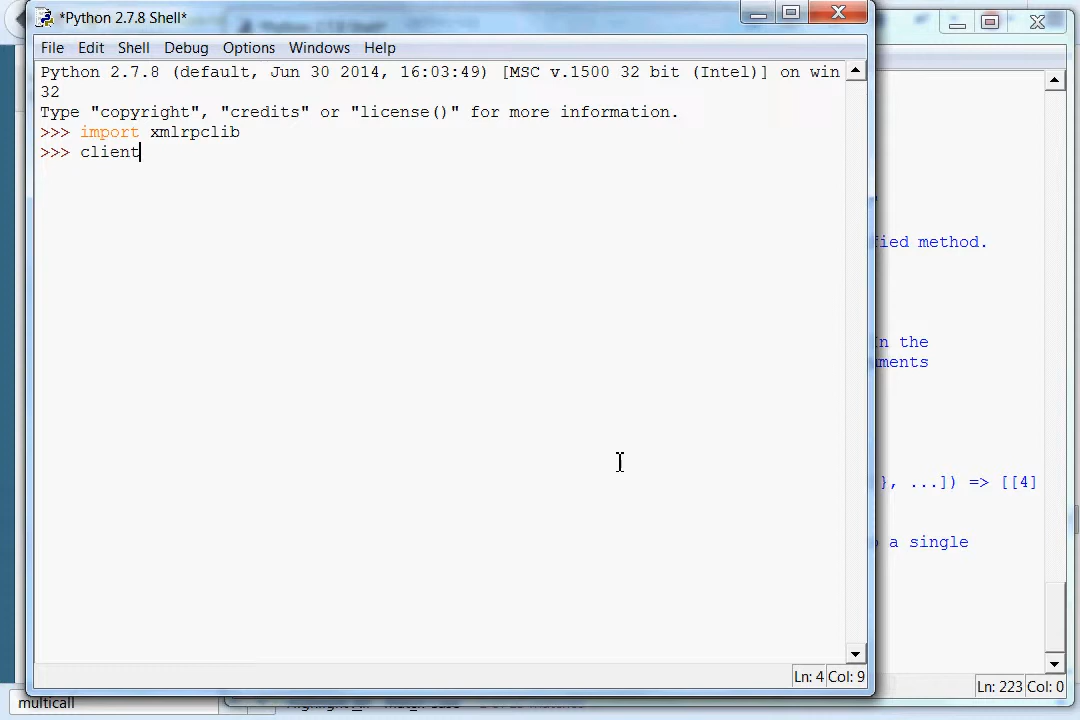 *Python 2.7.8 Shell*
File Edit Shell Debug Options Windows Help
Python 2.7.8 (default, Jun 30 2014, 16:03:49) [MSC v.1500 32 bit (Intel)] on win
32
Type "copyright", "credits" or "license()" for more information.
>>> import xmlrpclib
>>> client
Ln: 4 Col: 9
fied method.
n the
ments
}, ...]) => [[4]
a single
Ln: 223 Col: 0
multicall